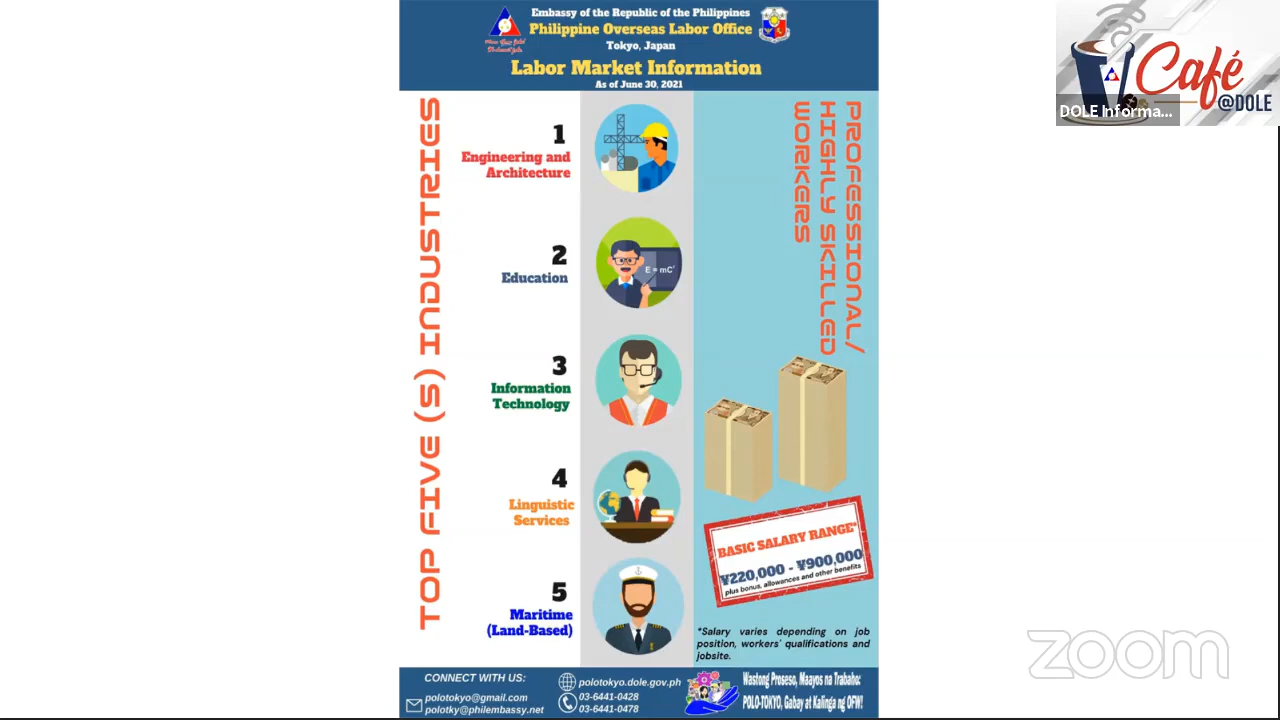 Embassy of the Republic of the Philippines
Philippine Overseas Labor Office
Tokyo, Japan
Labor Market Information
As of June 30, 2021
TOP FIVE (5) INDUSTRIES
1
Engineering and
Architecture
2
Education
E = mC²
3
Information
Technology
4
Linguistic
Services
5
Maritime
(Land-Based)
PROFESSIONAL/
HIGHLY SKILLED
WORKERS
BASIC SALARY RANGE*
¥220,000 - ¥900,000
plus bonus, allowances and other benefits
*Salary varies depending on job
position, workers' qualifications and
jobsite.
CONNECT WITH US:
polotokyo@gmail.com
polotky@philembassy.net
polotokyo.dole.gov.ph
03-6441-0428
03-6441-0478
Wastong Proseso, Maayos na Trabaho:
POLO-TOKYO, Gabay at Kalinga ng OFW!
Café
@DOLE
DOLE Informa...
zoom